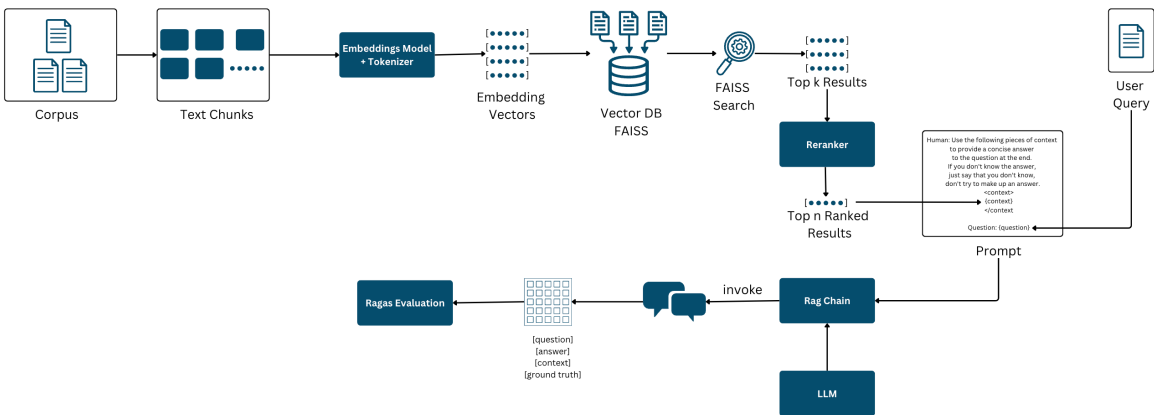 Corpus
Text Chunks
Embeddings Model
+ Tokenizer
[•••••]
[•••••]
[•••••]
[•••••]
Embedding
Vectors
Vector DB
FAISS
FAISS
Search
[•••••]
[•••••]
[•••••]
Top k Results
Reranker
[•••••]
Top n Ranked
Results
User
Query
Human: Use the following pieces of context
to provide a concise answer
to the question at the end.
If you don't know the answer,
just say that you don't know,
don't try to make up an answer.
<context>
{context}
</context
Question: {question}
Prompt
Rag Chain
invoke
LLM
[question]
[answer]
[context]
[ground truth]
Ragas Evaluation